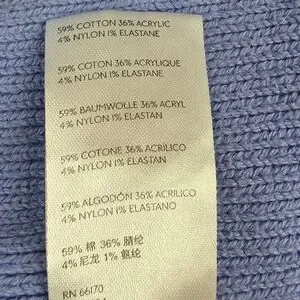 59% COTTON 36% ACRYLIC
4% NYLON 1% ELASTANE
59% COTON 36% ACRYLIQUE
4% NYLON 1% ELASTANE
59% BAUMWOLLE 36% ACRYL
4% NYLON 1% ELASTAN
59% COTONE 36% ACRILICO
4% NYLON 1% ELASTAN
59% ALGODÓN 36% ACRILICO
4% NYLON 1% ELASTANO
59% 棉 36% 腈纶
4% 尼龙 1% 氨纶
RN 66170